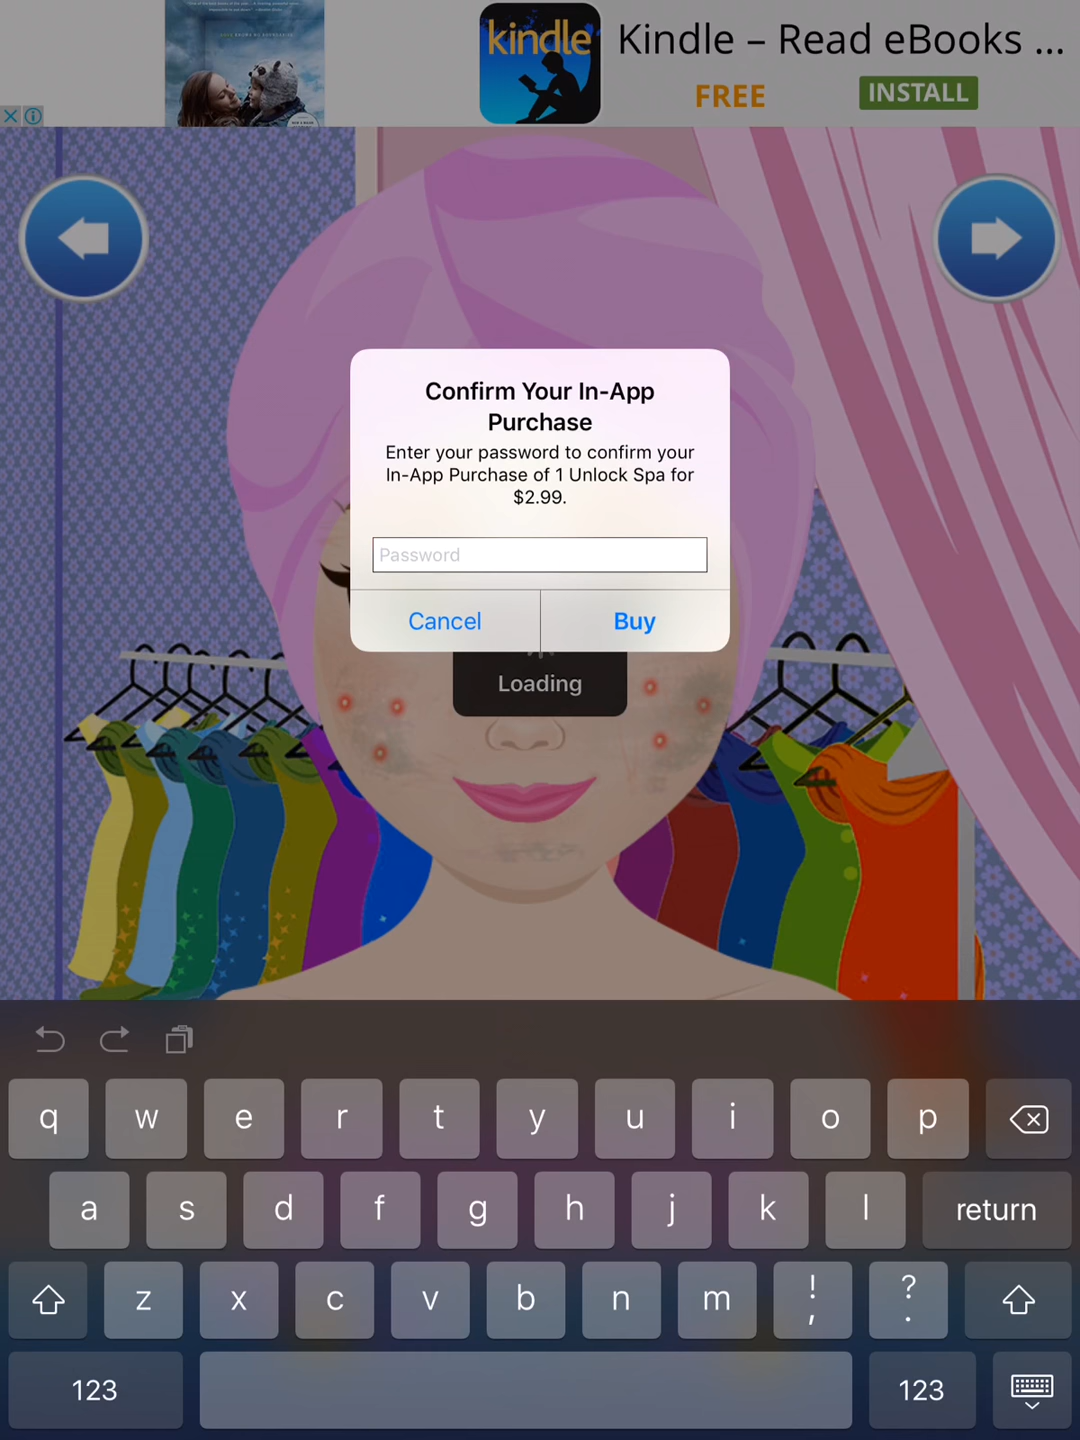 kindle
Kindle – Read eBooks ...
FREE
INSTALL
Confirm Your In-App
Purchase
Enter your password to confirm your
In-App Purchase of 1 Unlock Spa for
$2.99.
Password
Cancel
Buy
Loading
q w e r t y u i o p
a s d f g h j k l return
z x c v b n m ! , ? .
123
123